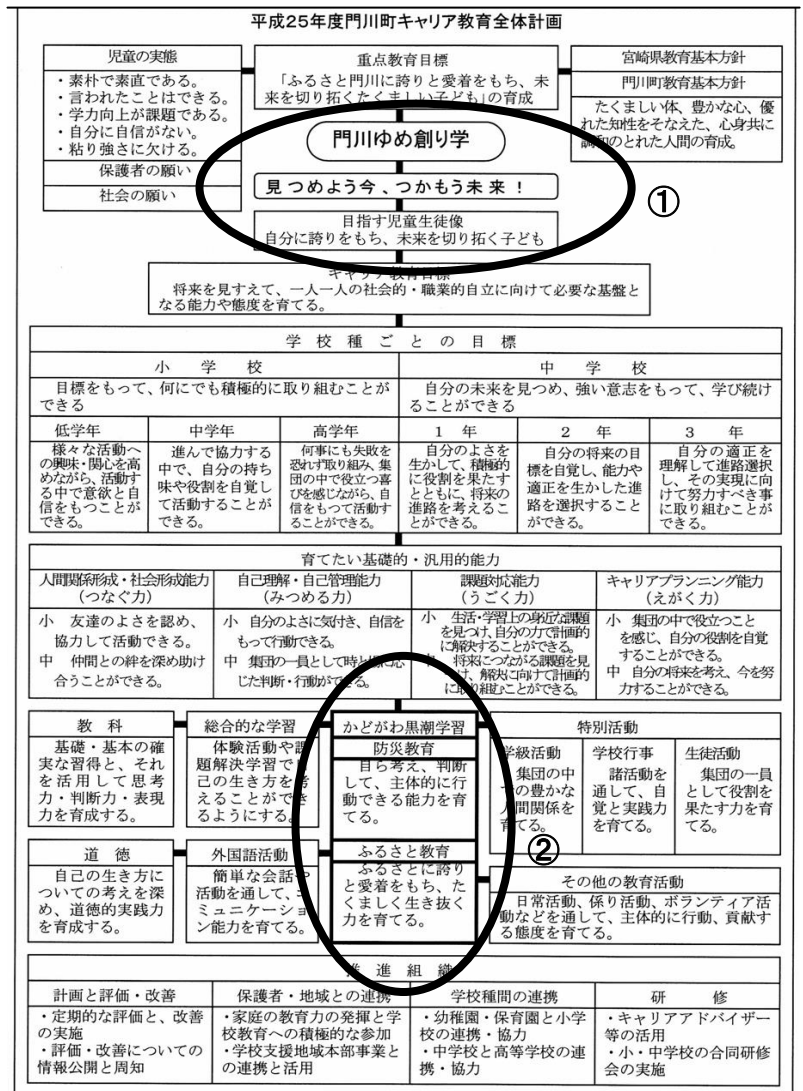 平成25年度門川町キャリア教育全体計画
児童の実態
・素朴で素直である。
・言われたことはできる。
・学力向上が課題である。
・自分に自信がない。
・粘り強さに欠ける。
保護者の願い
社会の願い
重点教育目標
「ふるさと門川に誇りと愛着をもち、未
来を切り拓くたくましい子ども」の育成
宮崎県教育基本方針
門川町教育基本方針
たくましい体、豊かな心、優
れた知性をそなえた、心身共に
調和のとれた人間の育成。
門川ゆめ創り学
見つめよう今、つかもう未来!
①
目指す児童生徒像
自分に誇りをもち、未来を切り拓く子ども
キャリア教育目標
将来を見すえて、一人一人の社会的・職業的自立に向けて必要な基盤と
なる能力や態度を育てる。
学校種ごとの目標
小学校
目標をもって、何にでも積極的に取り組むことが
できる
中学校
自分の未来を見つめ、強い意志をもって、学び続け
ることができる
低学年
様々な活動へ
の興味・関心を高
めながら、活動す
る中で意欲と自
信をもつことが
できる。
中学年
進んで協力する
中で、自分の持ち
味や役割を自覚し
て活動することが
できる。
高学年
何事にも失敗を
恐れず取り組み、集
団の中で役立つ喜
びを感じながら、自
信をもって活動す
ることができる。
1年
自分のよさを
生かして、積極的
に役割を果たす
とともに、将来の
進路を考えるこ
とができる。
2年
自分の将来の目
標を自覚し、能力や
適正を生かした進
路を選択すること
ができる。
3年
自分の適正を
理解して進路選択
し、その実現に向
けて努力すべき事
に取り組むことが
できる。
育てたい基礎的・汎用的能力
人間関係形成・社会形成能力
(つなぐ力)
小 友達のよさを認め、
協力して活動できる。
中 仲間との絆を深め助け
合うことができる。
自己理解・自己管理能力
(みつめる力)
小 自分のよさに気付き、自信を
もって行動できる。
中 集団の一員として時と場に応
じた判断・行動ができる。
課題対応能力
(うごく力)
小 生活・学習上の身近な課題
を見つけ、自分の力で計画的
に解決することができる。
中 将来につながる課題を見
つけ、解決に向けて計画的
に取り組むことができる。
キャリアプランニング能力
(えがく力)
小 集団の中で役立つこと
を感じ、自分の役割を自覚
することができる。
中 自分の将来を考え、今を努
力することができる。
教科
基礎・基本の確
実な習得と、それ
を活用して思考
力・判断力・表現
力を育成する。
総合的な学習
体験活動や課
題解決学習で自
己の生き方を考
えることができ
るようにする。
かどがわ黒潮学習
防災教育
自ら考え、判断
して、主体的に行
動できる能力を育
てる。
特別活動
学級活動
集団の中
での豊かな
人間関係を
育てる。
学校行事
諸活動を
通して、自
覚と実践力
を育てる。
生徒活動
集団の一員
として役割を
果たす力を育
てる。
②
道徳
自己の生き方に
ついての考えを深
め、道徳的実践力
を育成する。
外国語活動
簡単な会話や
活動を通して、コ
ミュニケーショ
ン能力を育てる。
ふるさと教育
ふるさとに誇り
と愛着をもち、た
くましく生き抜く
力を育てる。
その他の教育活動
日常活動、係り活動、ボランティア活
動などを通して、主体的に行動、貢献す
る態度を育てる。
推進組織
計画と評価・改善
・定期的な評価と、改善
の実施
・評価・改善についての
情報公開と周知
保護者・地域との連携
・家庭の教育力の発揮と学
校教育への積極的な参加
・学校支援地域本部事業と
の連携と活用
学校種間の連携
・幼稚園・保育園と小学
校の連携・協力
・中学校と高等学校の連
携・協力
研修
・キャリアアドバイザー
等の活用
・小・中学校の合同研修
会の実施